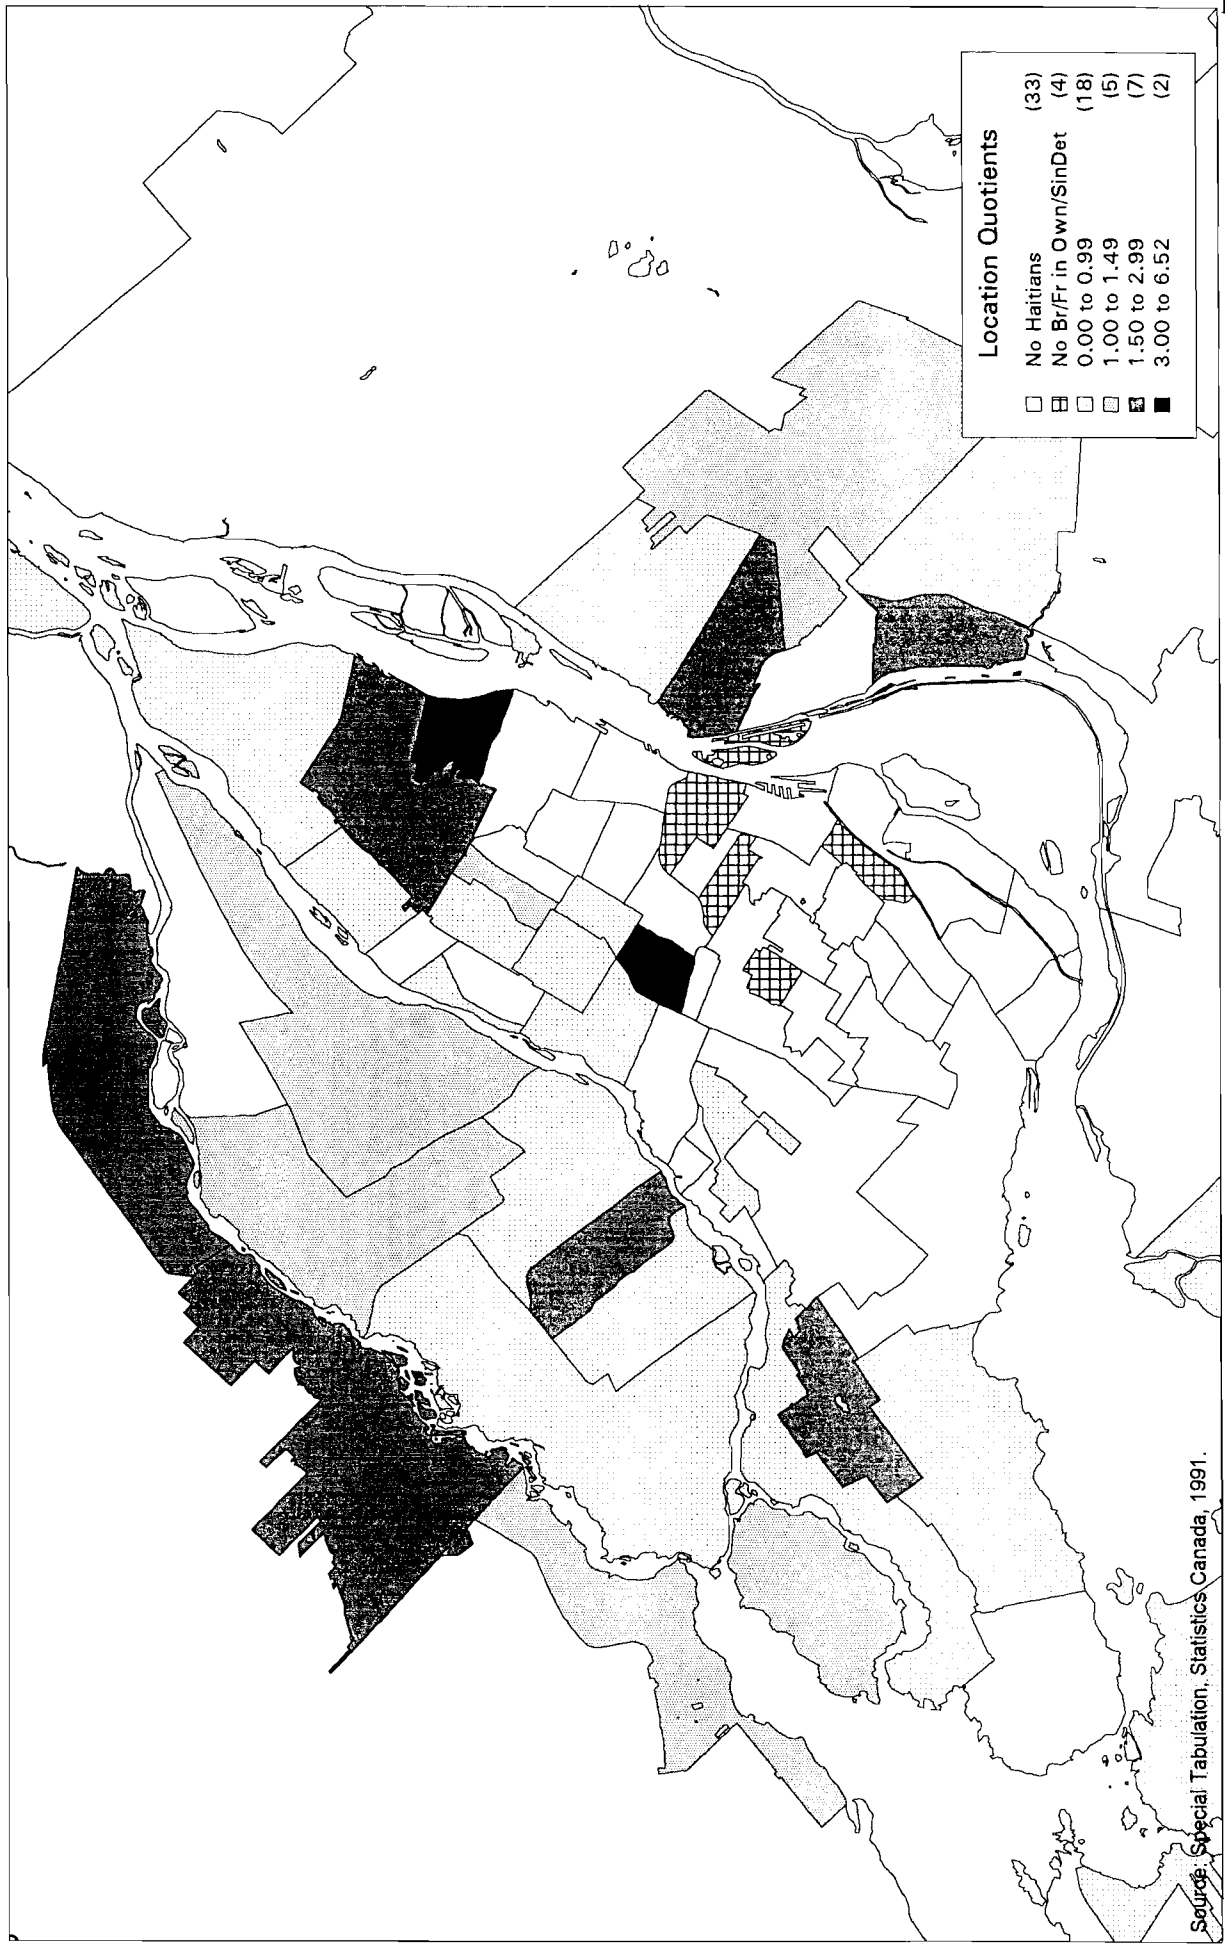 Location Quotients
No Haitians (33)
No Br/Fr in Own/SinDet (4)
0.00 to 0.99 (18)
1.00 to 1.49 (5)
1.50 to 2.99 (7)
3.00 to 6.52 (2)
Source: Special Tabulation, Statistics Canada, 1991.